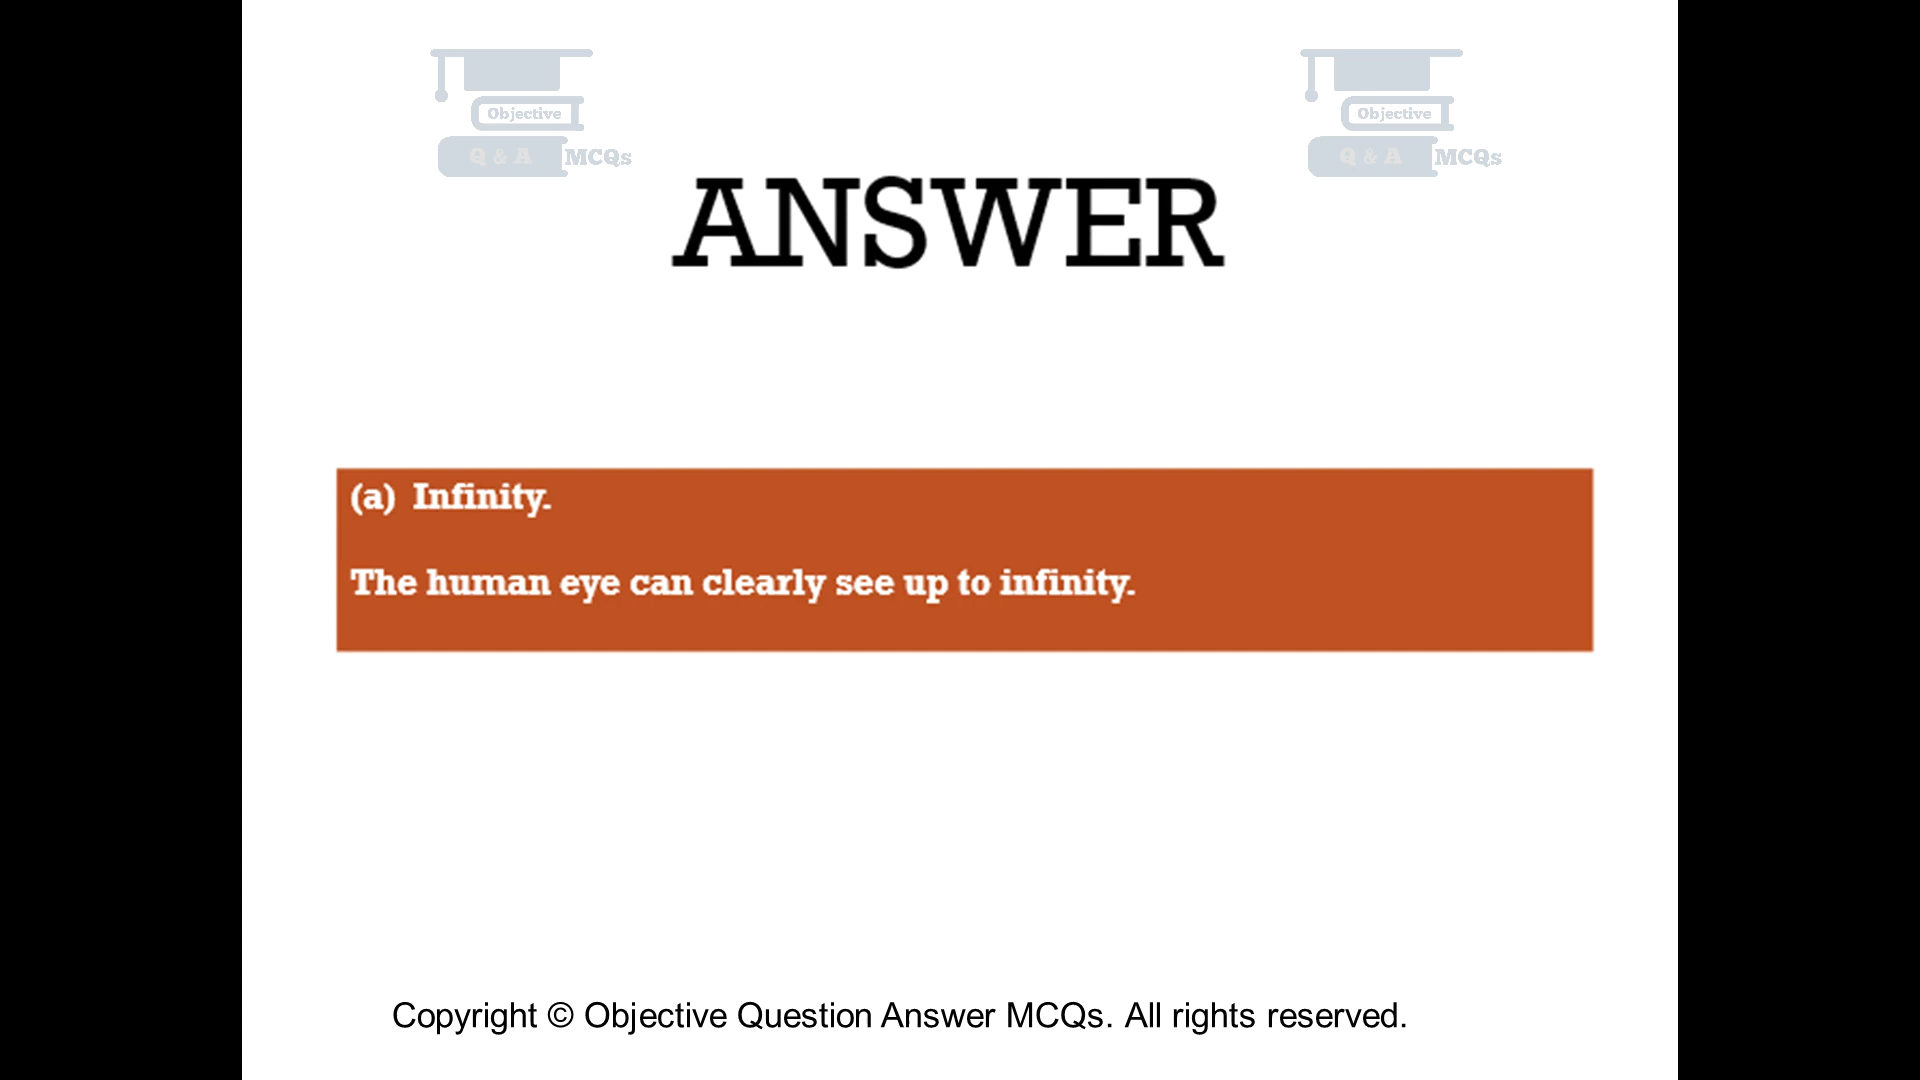 Objective
Q & A MCQs
Objective
Q & A MCQs
ANSWER
(a) Infinity.
The human eye can clearly see up to infinity.
Copyright © Objective Question Answer MCQs. All rights reserved.